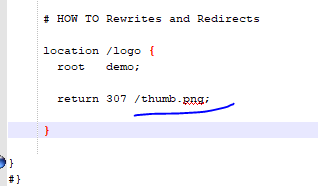 # HOW TO Rewrites and Redirects
location /logo {
root demo;
return 307 /thumb.png;
}
}
#}